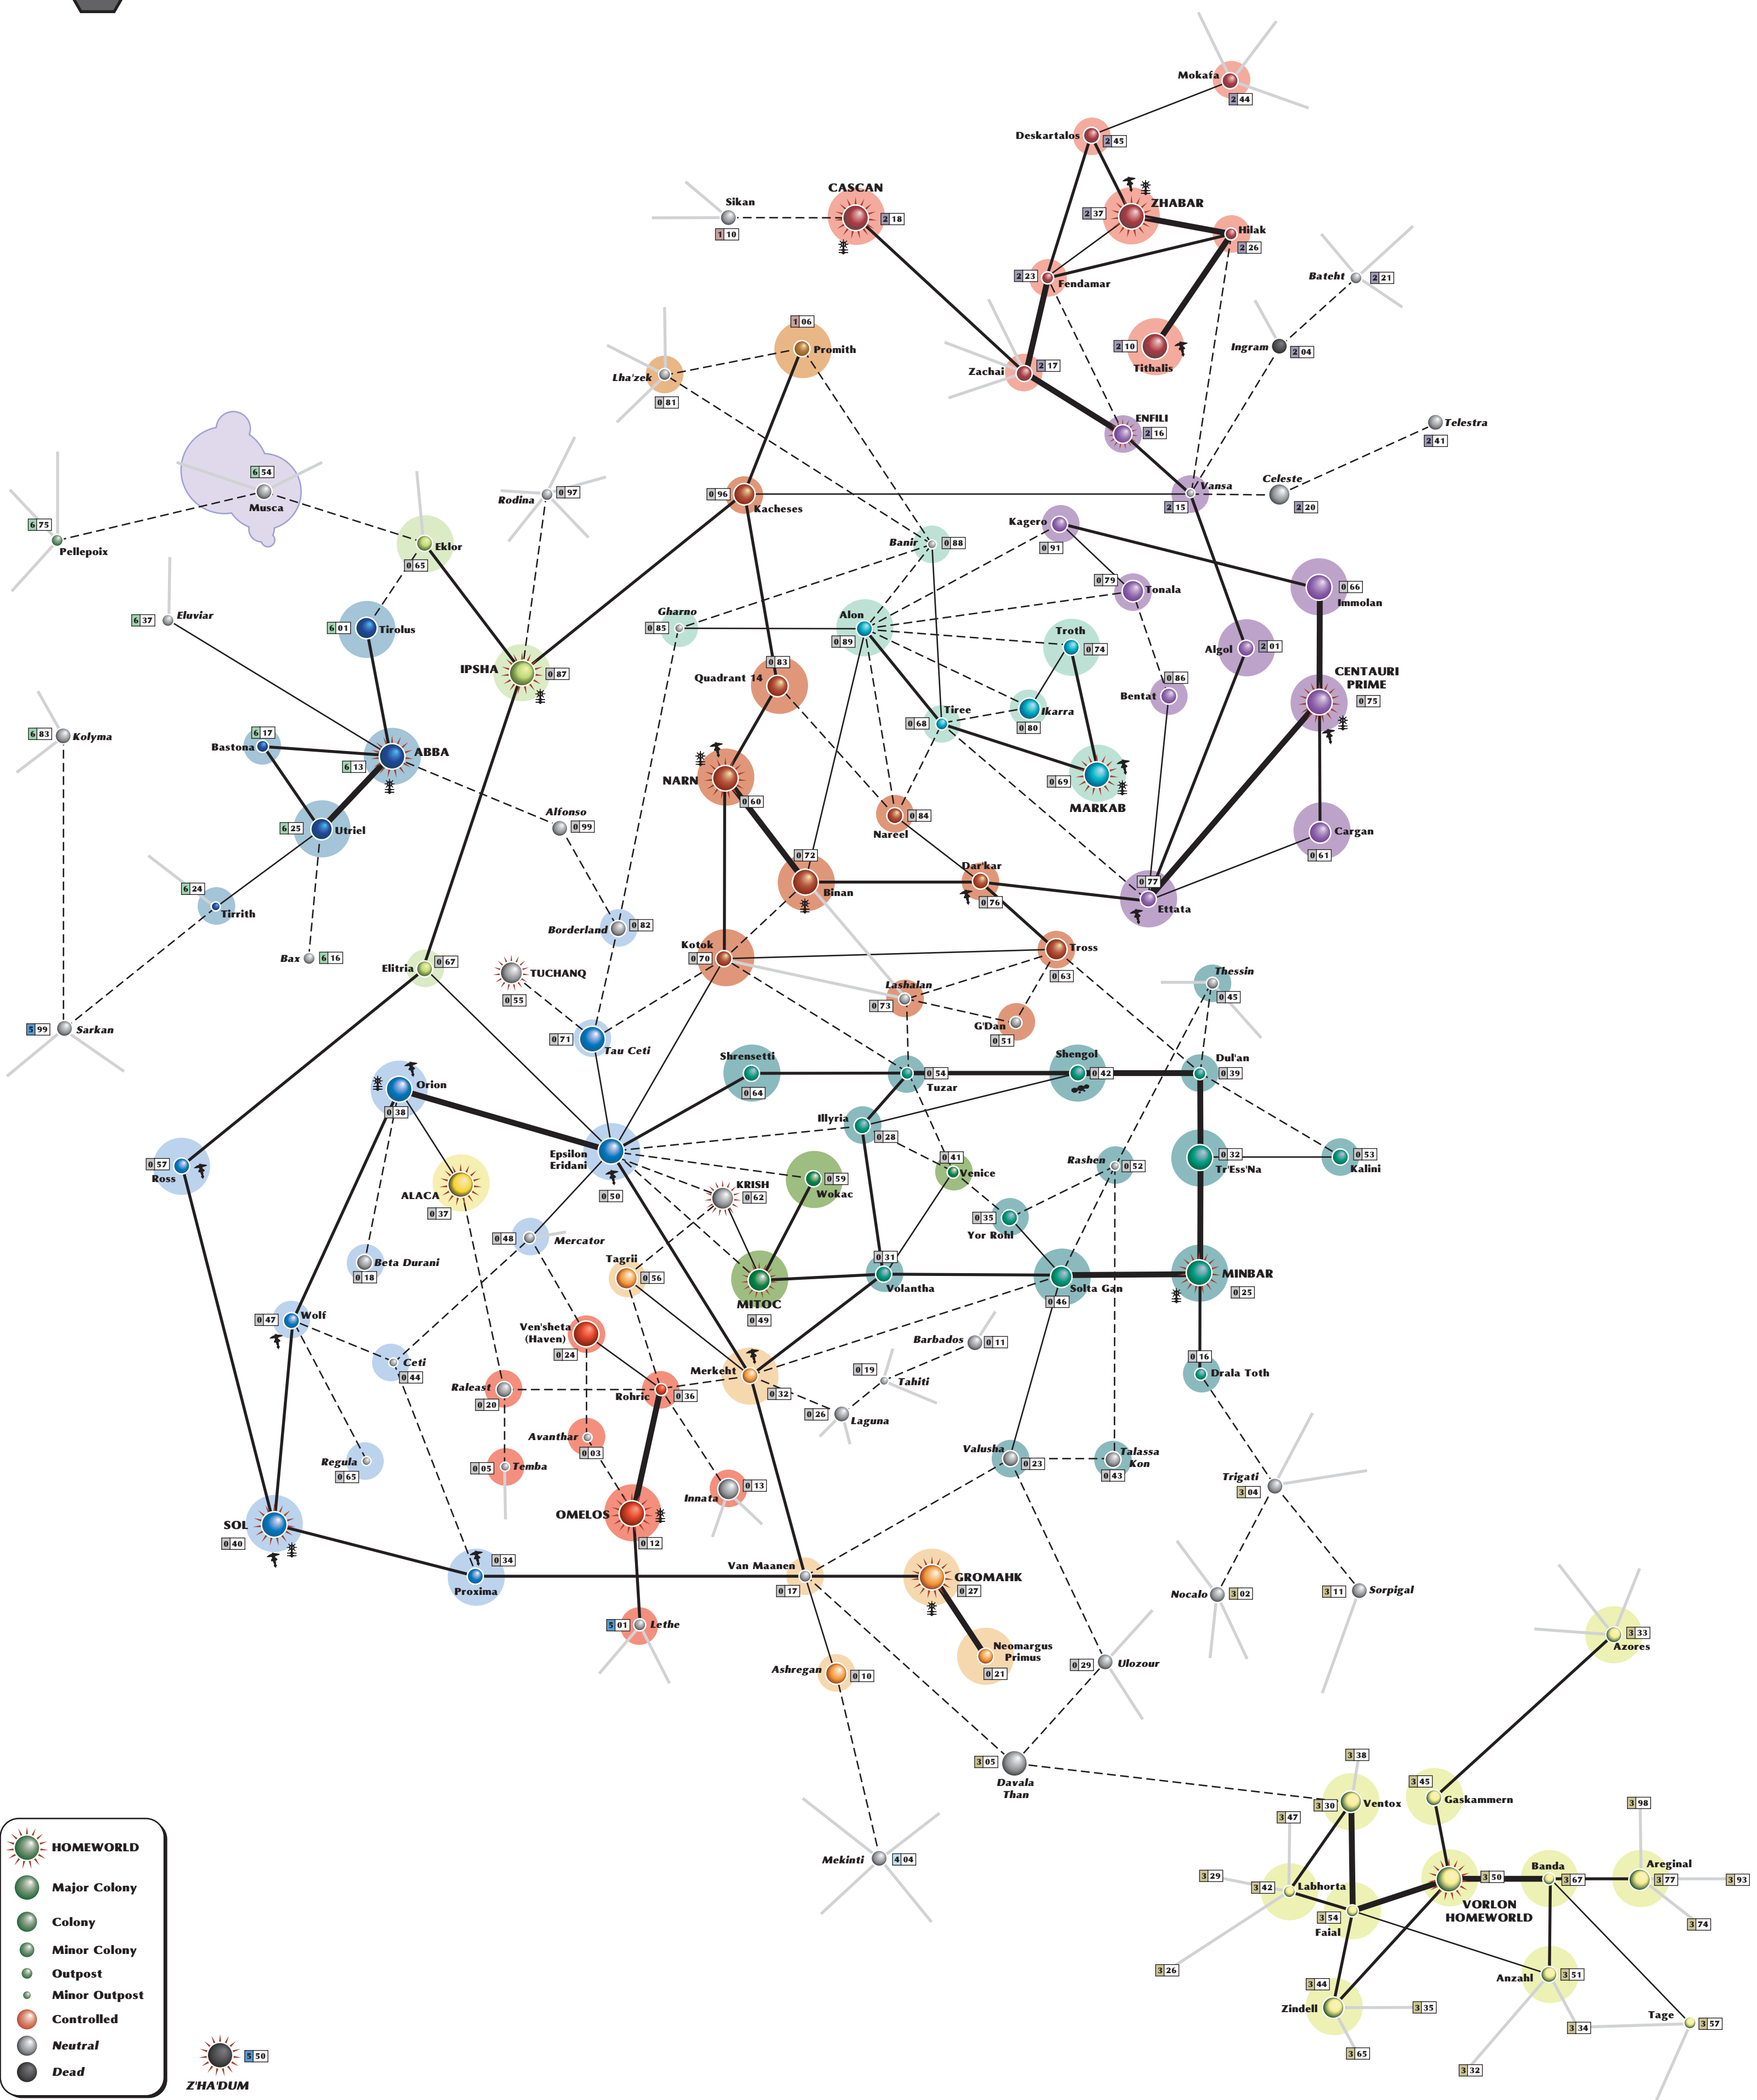 Mokafa
2 44
Deskartalos
2 45
CASCAN
2 18
Sikan
1 10
ZHABAR
2 37
Hilak
2 26
2 23
Fendamar
Bateht
2 21
1 06
Promith
2 10
Tithalis
Ingram
2 04
Zachai
2 17
Lha'zek
0 81
ENFILI
2 16
Telestra
2 41
6 54
Musca
Rodina
0 97
0 96
Kacheses
Vansa
2 15
Celeste
2 20
6 75
Pellepoix
Eklor
0 65
Banir
0 88
Kagero
0 91
0 79
Tonala
0 66
Immolan
6 37
Eluviar
6 01
Tirolus
Gharno
0 85
Alon
0 89
Troth
0 74
Algol
2 01
IPSHA
0 87
0 83
Quadrant 14
0 86
Bentat
CENTAURI
PRIME
0 75
6 83
Kolyma
6 17
Bastona
ABBA
6 13
Tiree
0 68
Ikarra
0 80
NARN
0 60
0 69
MARKAB
6 25
Utriel
Alfonso
0 99
0 84
Nareel
Cargan
0 61
0 72
Binan
Dar'kar
0 76
0 77
Ettata
6 24
Tirrith
Borderland
0 82
Bax
6 16
Elitria
0 67
TUCHANQ
0 55
Kotok
0 70
Tross
0 63
Lashalan
0 73
Thessin
0 45
5 99
Sarkan
0 71
Tau Ceti
G'Dan
0 51
Shrensetti
0 64
0 54
Tuzar
Shengol
0 42
Dul'an
0 39
Orion
0 38
Illyria
0 28
0 57
Ross
Epsilon
Eridani
0 50
0 41
Venice
Rashen
0 52
0 32
Tr'Ess'Na
0 53
Kalini
ALACA
0 37
KRISH
0 62
0 59
Wokac
0 35
Yor Rohl
0 48
Mercator
Beta Durani
0 18
Tagrii
0 56
MITOC
0 49
0 31
Volantha
Solta Gan
0 46
MINBAR
0 25
0 47
Wolf
Ven'sheta
(Haven)
0 24
Barbados
0 11
Ceti
0 44
Merkeht
0 32
0 19
Tahiti
0 16
Drala Toth
Raleast
0 20
Rohric
0 36
0 26
Laguna
Avanthar
0 03
Regula
0 65
0 05
Temba
Valusha
0 23
Talassa
Kon
0 43
Innata
0 13
Trigati
3 04
SOL
0 40
OMELOS
0 12
0 34
Proxima
Van Maanen
0 17
GROMAHK
0 27
Nocalo
3 02
3 11
Sorpigal
5 01
Lethe
Neomargus
Primus
0 21
3 33
Azores
Ashregan
0 10
0 29
Ulozour
3 05
Davala
Than
3 38
3 30
Ventox
3 45
Gaskammern
3 47
3 98
Mekinti
4 04
3 29
3 42
Labhorta
3 50
VORLON
HOMEWORLD
Banda
3 67
Areginal
3 77
3 93
3 54
Faial
3 74
3 26
Anzahl
3 51
3 44
Zindell
3 35
3 34
Tage
3 57
3 65
3 32
HOMEWORLD
Major Colony
Colony
Minor Colony
Outpost
Minor Outpost
Controlled
Neutral
Dead
5 50
Z'HA'DUM